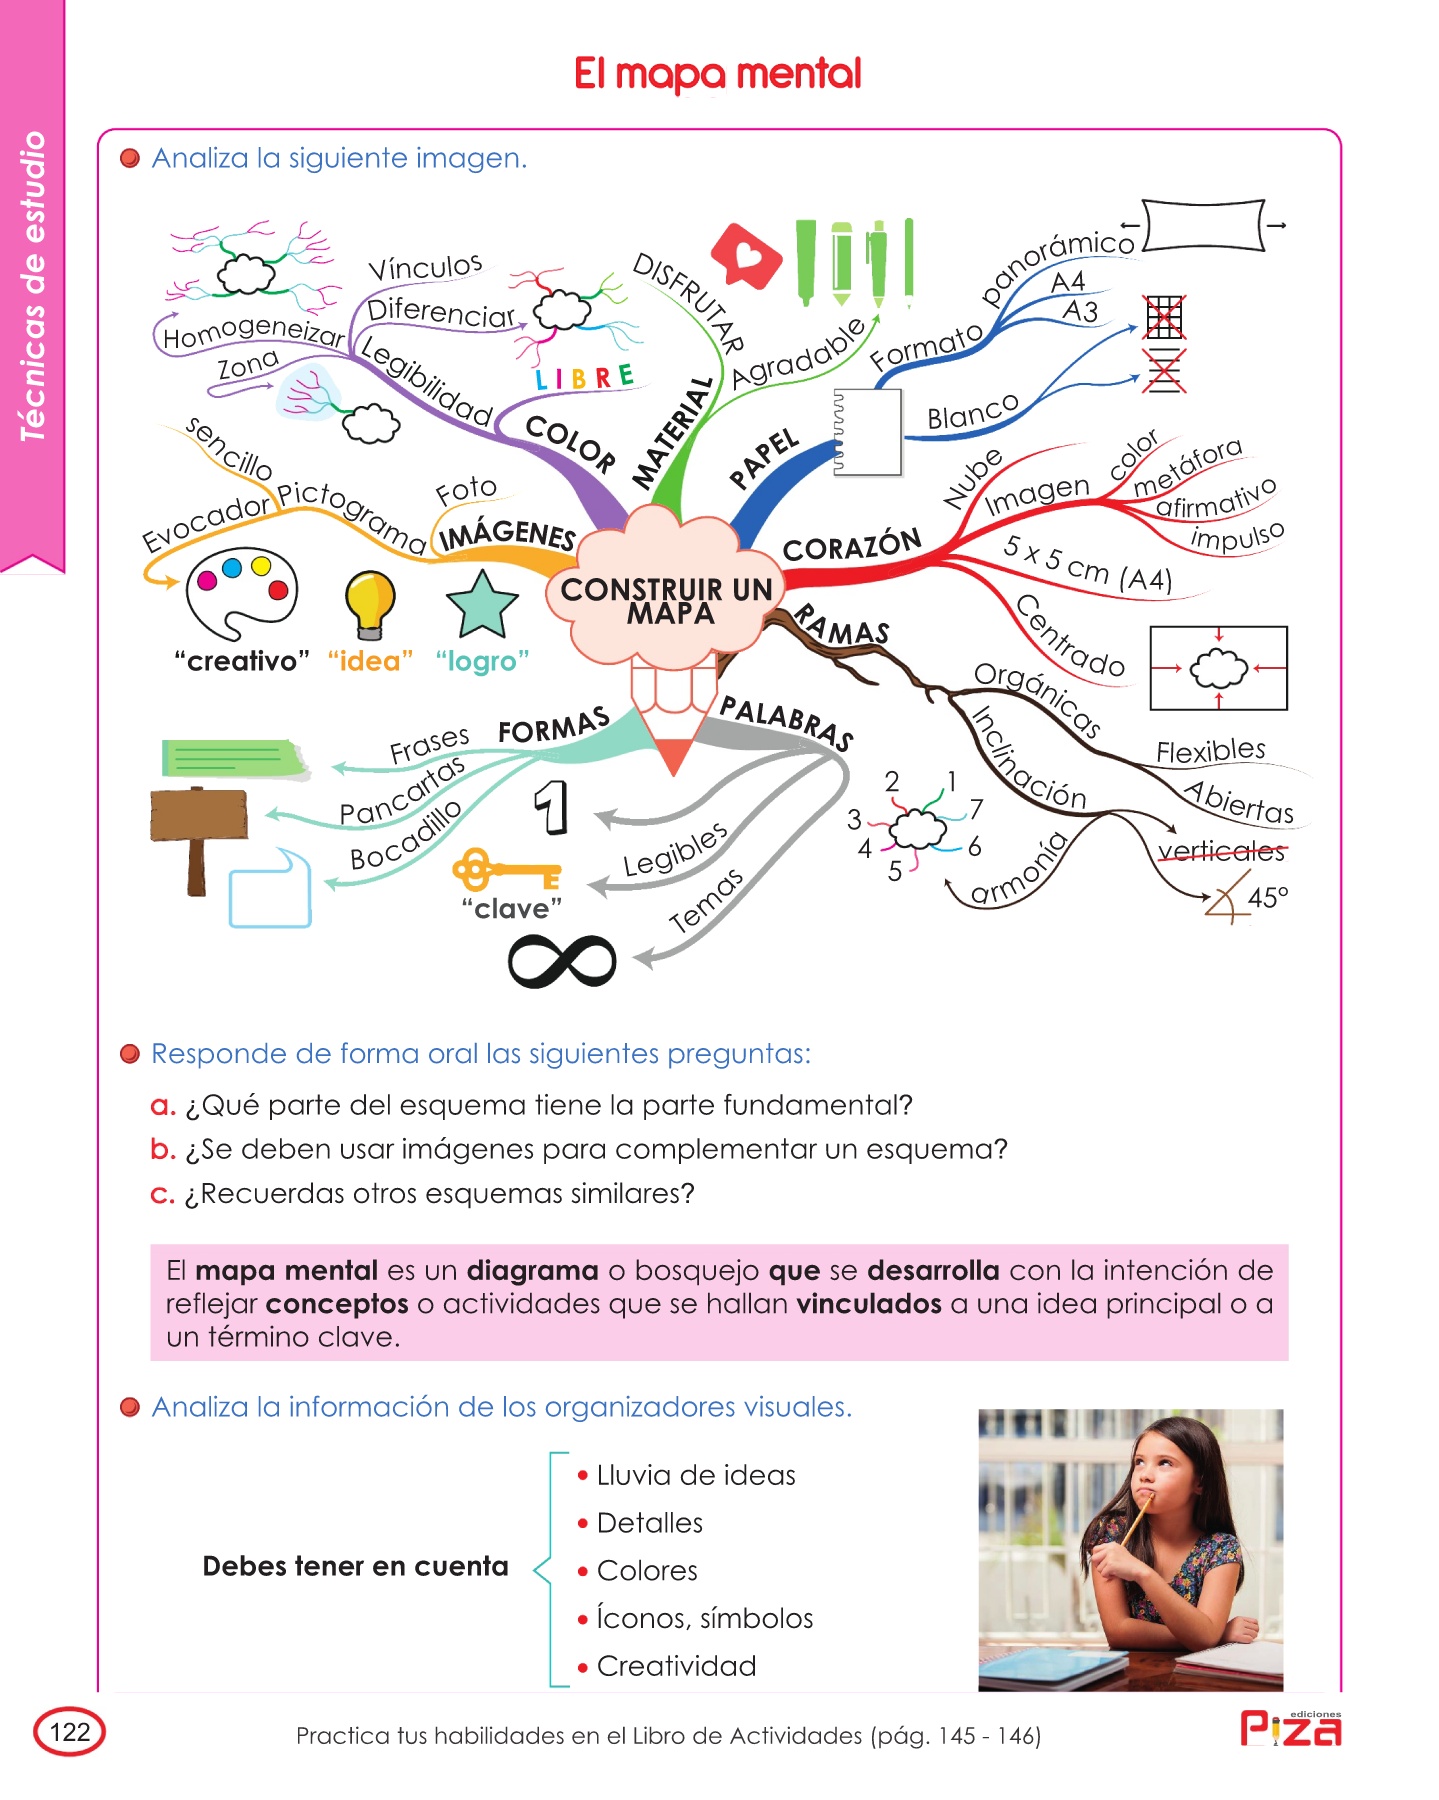 El mapa mental
Técnicas de estudio
Analiza la siguiente imagen.
CONSTRUIR UN
MAPA
COLOR
LIBRE
Legibilidad
Vínculos
Diferenciar
Homogeneizar
Zona
MATERIAL
DISFRUTAR
Agradable
PAPEL
Formato
panorámico
A4
A3
Blanco
CORAZÓN
Nube
Imagen
color
metáfora
afirmativo
impulso
5 x 5 cm (A4)
Centrado
RAMAS
Orgánicas
Flexibles
Abiertas
Inclinación
verticales
45º
armonía
1
2
3
4
5
6
7
PALABRAS
1
Legibles
"clave"
Temas
FORMAS
Frases
Pancartas
Bocadillo
IMÁGENES
Foto
Pictograma
sencillo
Evocador
“creativo”
“idea”
“logro”
Responde de forma oral las siguientes preguntas:
a. ¿Qué parte del esquema tiene la parte fundamental?
b. ¿Se deben usar imágenes para complementar un esquema?
c. ¿Recuerdas otros esquemas similares?
El mapa mental es un diagrama o bosquejo que se desarrolla con la intención de
reflejar conceptos o actividades que se hallan vinculados a una idea principal o a
un término clave.
Analiza la información de los organizadores visuales.
Debes tener en cuenta
• Lluvia de ideas
• Detalles
• Colores
• Íconos, símbolos
• Creatividad
122
Practica tus habilidades en el Libro de Actividades (pág. 145 - 146)
ediciones
Piza